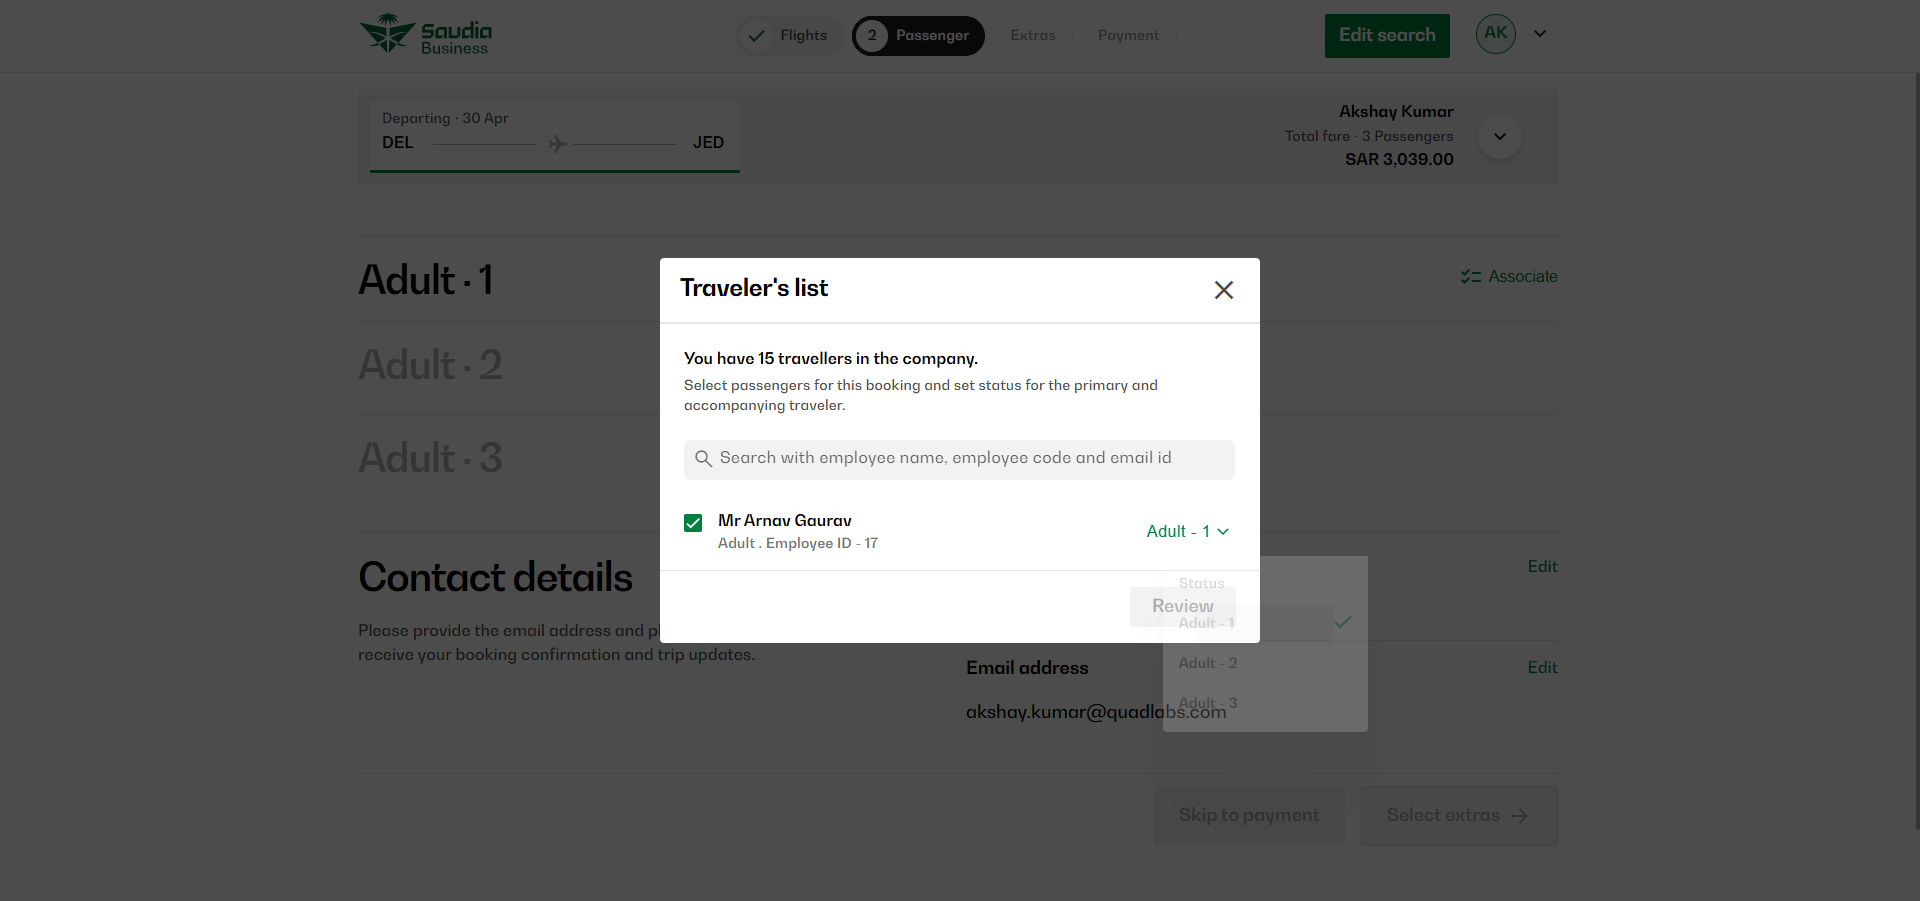 Saudia
Business
Flights
2 Passenger
Extras
Payment
Edit search
AK
Departing · 30 Apr
DEL
JED
Akshay Kumar
Total fare · 3 Passengers
SAR 3,039.00
Adult · 1
Associate
Adult · 2
Adult · 3
Traveler's list
You have 15 travellers in the company.
Select passengers for this booking and set status for the primary and
accompanying traveler.
Search with employee name, employee code and email id
Mr Arnav Gaurav
Adult . Employee ID - 17
Adult - 1
Review
Status
Adult - 1
Adult - 2
Adult - 3
Contact details
Edit
Please provide the email address and p
receive your booking confirmation and trip updates.
Email address
Edit
akshay.kumar@quadlabs.com
Skip to payment
Select extras